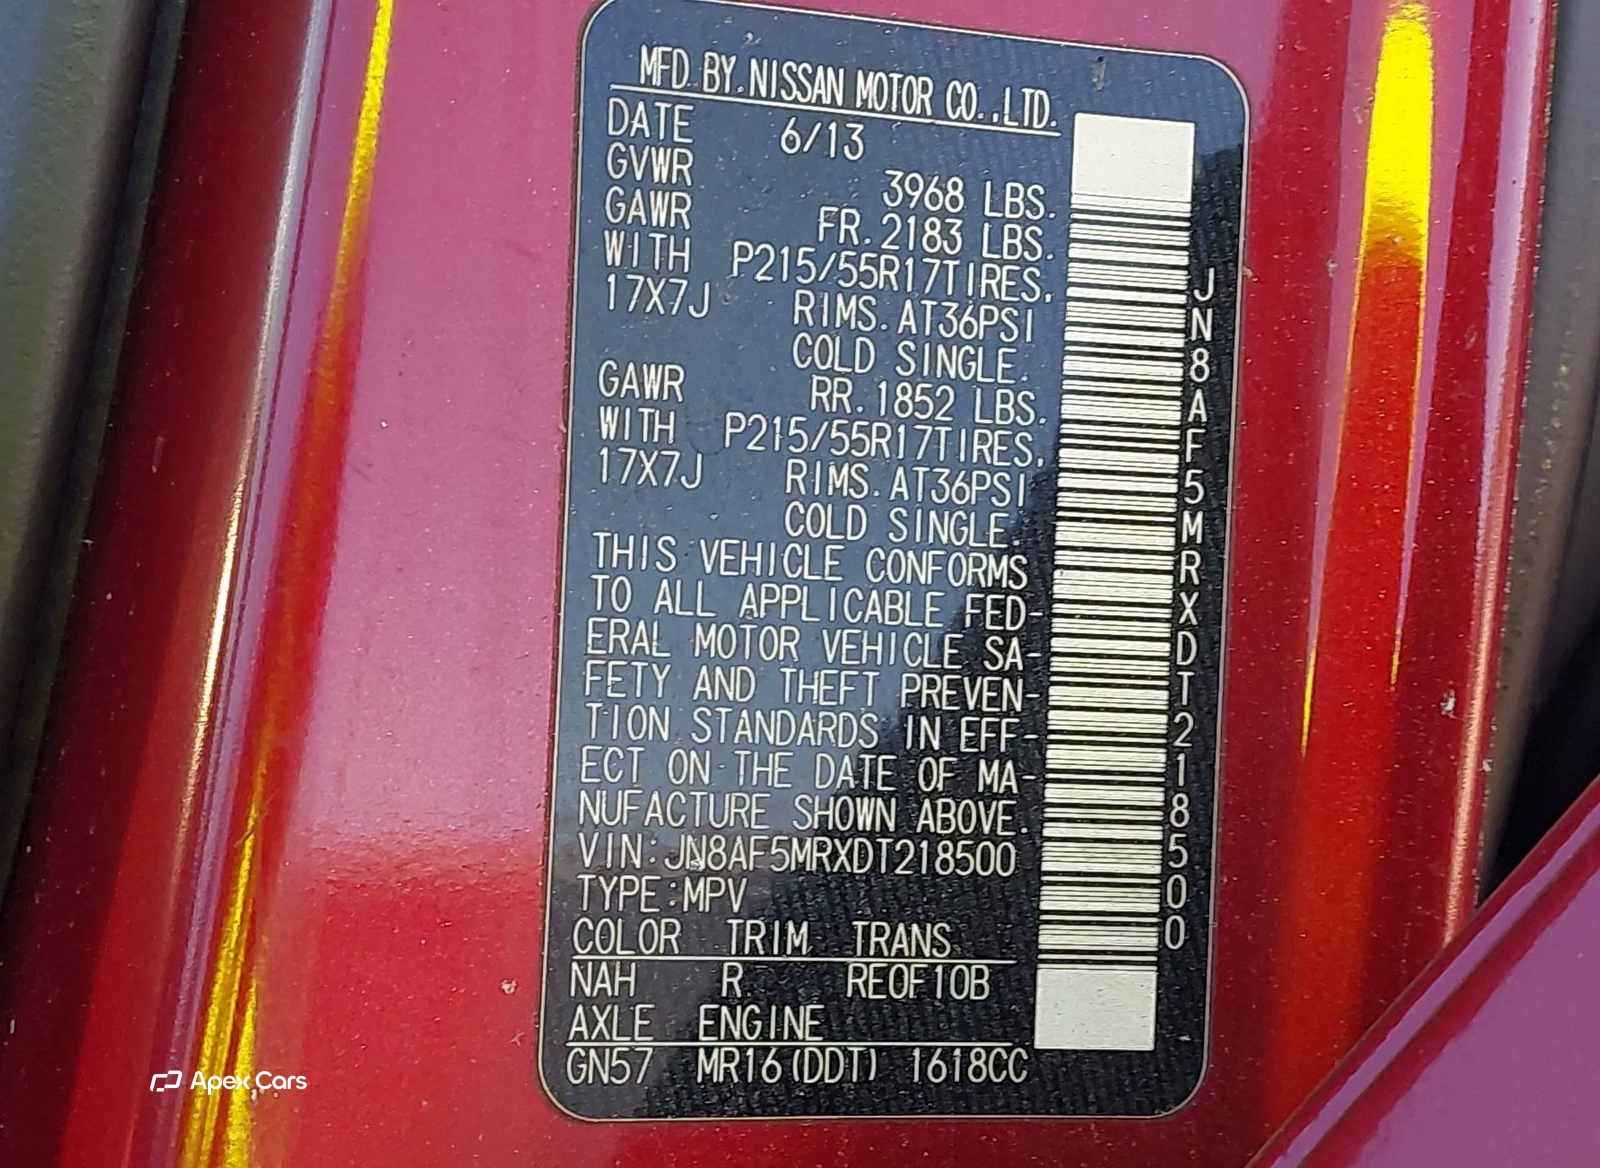 MFD. BY. NISSAN MOTOR CO.,LTD.
DATE 6/13
GVWR 3968 LBS.
GAWR FR. 2183 LBS.
WITH P215/55R17TIRES.
17X7J RIMS. AT36PSI
COLD SINGLE.
GAWR RR. 1852 LBS.
WITH P215/55R17TIRES.
17X7J RIMS. AT36PSI
COLD SINGLE.
THIS VEHICLE CONFORMS
TO ALL APPLICABLE FED-
ERAL MOTOR VEHICLE SA-
FETY AND THEFT PREVEN-
TION STANDARDS IN EFF-
ECT ON THE DATE OF MA-
NUFACTURE SHOWN ABOVE.
VIN:JN8AF5MRXDT218500
TYPE:MPV
COLOR TRIM TRANS
NAH R RE0F10B
AXLE ENGINE
GN57 MR16(DDT) 1618CC
JN8AF5MRXDT218500
Apex Cars